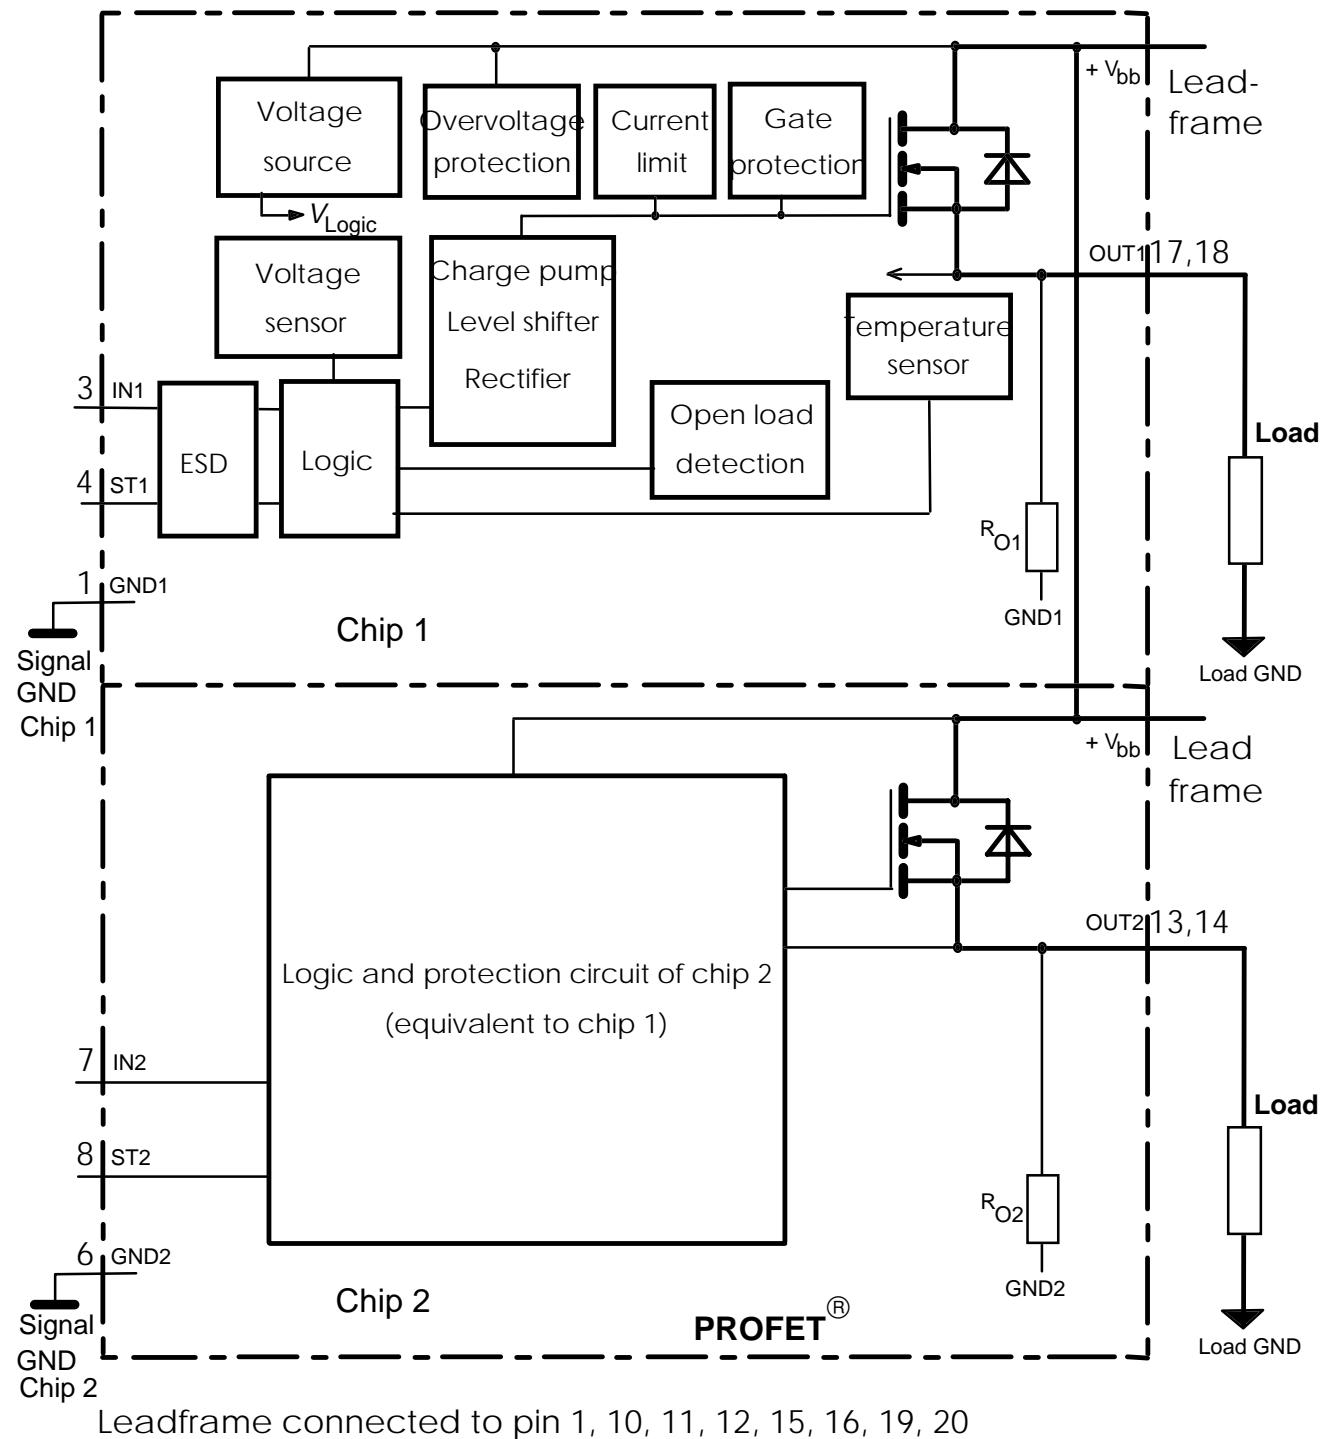 + Vbb
Lead-
frame
Voltage
source
Overvoltage
protection
Current
limit
Gate
protection
VLogic
Voltage
sensor
Charge pump
Level shifter
Rectifier
OUT1 17,18
Temperature
sensor
3 IN1
ESD
Logic
Open load
detection
Load
4 ST1
RO1
1 GND1
GND1
Signal
GND
Chip 1
Chip 1
Load GND
+ Vbb
Lead
frame
OUT2 13,14
Logic and protection circuit of chip 2
(equivalent to chip 1)
7 IN2
Load
8 ST2
RO2
6 GND2
GND2
Signal
GND
Chip 2
Chip 2
PROFET®
Load GND
Leadframe connected to pin 1, 10, 11, 12, 15, 16, 19, 20